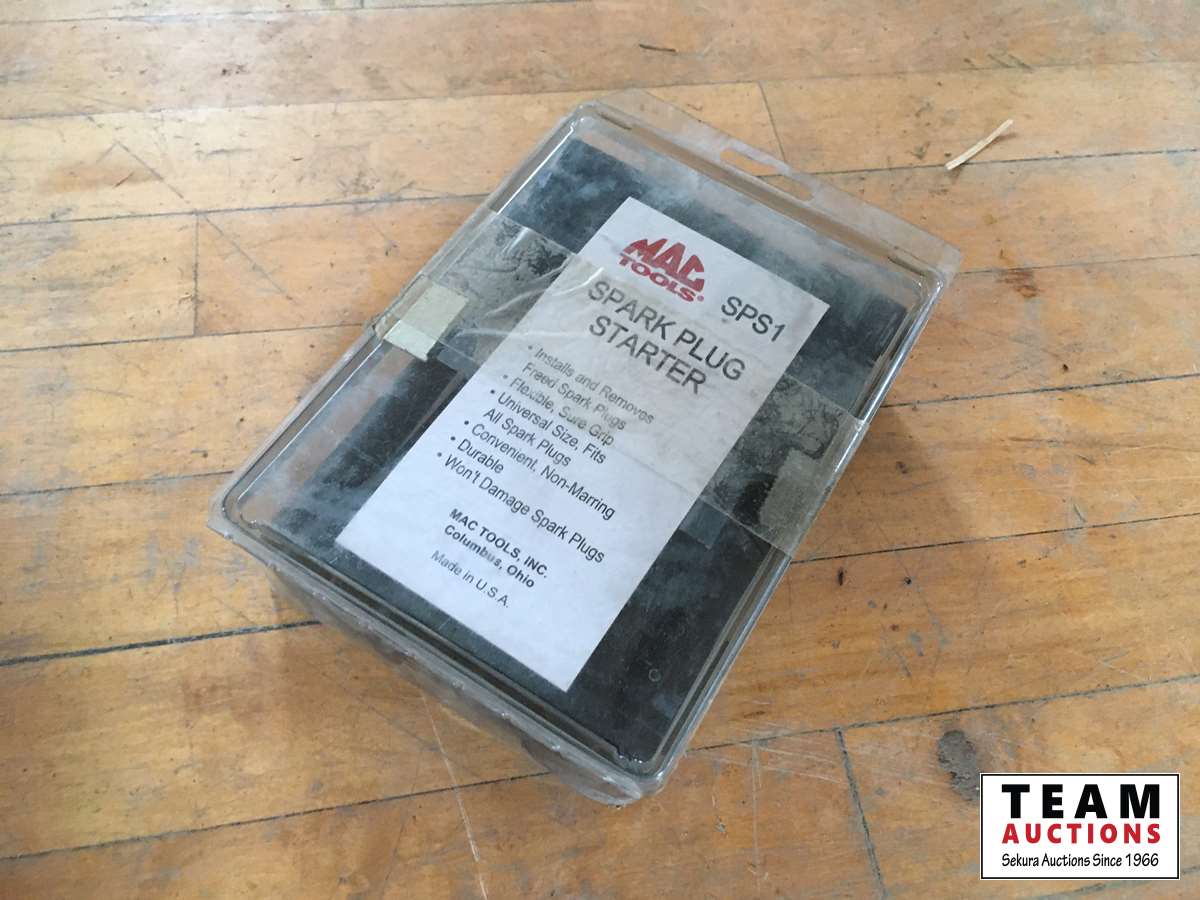 MAC
TOOLS®
SPS1
SPARK PLUG
STARTER
• Installs and Removes
Freed Spark Plugs
• Flexible, Sure Grip
• Universal Size, Fits
All Spark Plugs
• Convenient, Non-Marring
• Durable
• Won't Damage Spark Plugs
MAC TOOLS, INC.
Columbus, Ohio
Made in U.S.A.
TEAM
AUCTIONS
Sekura Auctions Since 1966